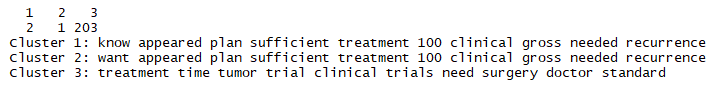 1 2 3
2 1 203
Cluster 1: know appeared plan sufficient treatment 100 clinical gross needed recurrence
Cluster 2: want appeared plan sufficient treatment 100 clinical gross needed recurrence
Cluster 3: treatment time tumor trial clinical trials need surgery doctor standard